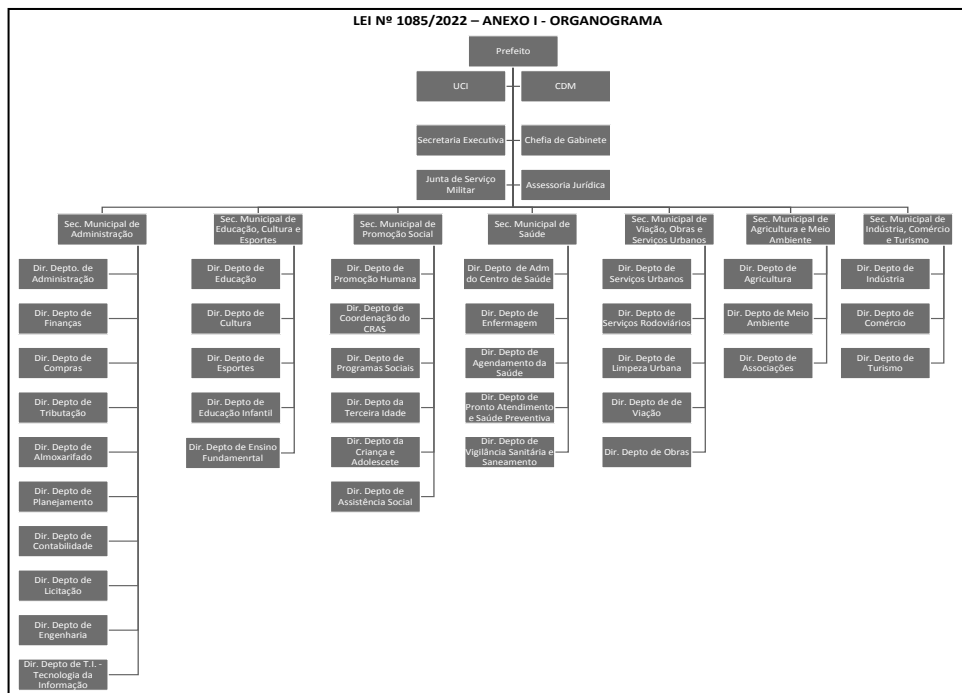 LEI Nº 1085/2022 – ANEXO I - ORGANOGRAMA
Prefeito
UCI
CDM
Secretaria Executiva
Chefia de Gabinete
Junta de Serviço
Militar
Assessoria Jurídica
Sec. Municipal de
Administração
Dir. Depto. de
Administração
Dir. Depto de
Finanças
Dir. Depto de
Compras
Dir. Depto de
Tributação
Dir. Depto de
Almoxarifado
Dir. Depto de
Planejamento
Dir. Depto de
Contabilidade
Dir. Depto de
Licitação
Dir. Depto de
Engenharia
Dir. Depto de T.I. -
Tecnologia da
Informação
Sec. Municipal de
Educação, Cultura e
Esportes
Dir. Depto de
Educação
Dir. Depto de
Cultura
Dir. Depto de
Esportes
Dir. Depto de
Educação Infantil
Dir. Depto de Ensino
Fundamenrtal
Sec. Municipal de
Promoção Social
Dir. Depto de
Promoção Humana
Dir. Depto de
Coordenação do
CRAS
Dir. Depto de
Programas Sociais
Dir. Depto da
Terceira Idade
Dir. Depto da
Criança e
Adolescete
Dir. Depto de
Assistência Social
Sec. Municipal de
Saúde
Dir. Depto de Adm
do Centro de Saúde
Dir. Depto de
Enfermagem
Dir. Depto de
Agendamento da
Saúde
Dir. Depto de
Pronto Atendimento
e Saúde Preventiva
Dir. Depto de
Vigilância Sanitária e
Saneamento
Sec. Municipal de
Viação, Obras e
Serviços Urbanos
Dir. Depto de
Serviços Urbanos
Dir. Depto de
Serviços Rodoviários
Dir. Depto de
Limpeza Urbana
Dir. Depto de de
Viação
Dir. Depto de Obras
Sec. Municipal de
Agricultura e Meio
Ambiente
Dir. Depto de
Agricultura
Dir. Depto de Meio
Ambiente
Dir. Depto de
Associações
Sec. Municipal de
Indústria, Comércio
e Turismo
Dir. Depto de
Indústria
Dir. Depto de
Comércio
Dir. Depto de
Turismo